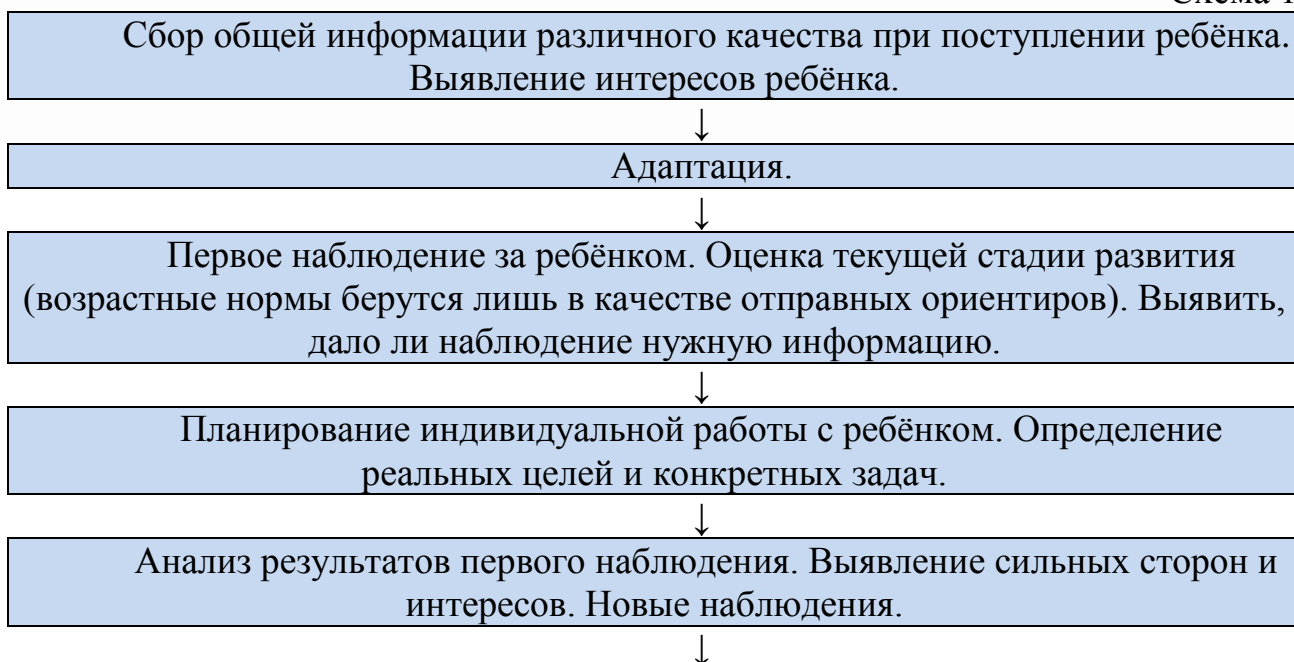 Схема 1
Сбор общей информации различного качества при поступлении ребёнка.
Выявление интересов ребёнка.
↓
Адаптация.
↓
Первое наблюдение за ребёнком. Оценка текущей стадии развития
(возрастные нормы берутся лишь в качестве отправных ориентиров). Выявить,
дало ли наблюдение нужную информацию.
↓
Планирование индивидуальной работы с ребёнком. Определение
реальных целей и конкретных задач.
↓
Анализ результатов первого наблюдения. Выявление сильных сторон и
интересов. Новые наблюдения.
↓